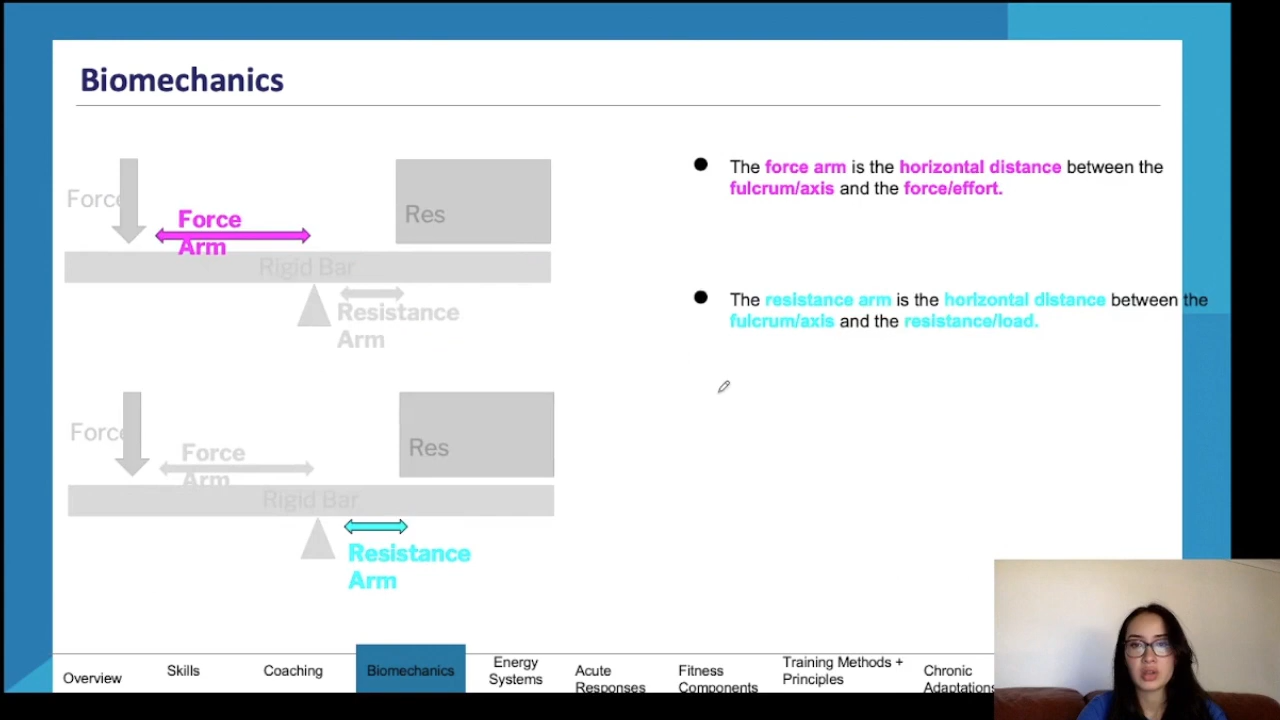 Biomechanics
Force
Force
Arm
Res
Rigid Bar
Resistance
Arm
The force arm is the horizontal distance between the
fulcrum/axis and the force/effort.
The resistance arm is the horizontal distance between the
fulcrum/axis and the resistance/load.
Force
Force
Arm
Res
Rigid Bar
Resistance
Arm
Overview
Skills
Coaching
Biomechanics
Energy
Systems
Acute
Responses
Fitness
Components
Training Methods +
Principles
Chronic
Adaptations